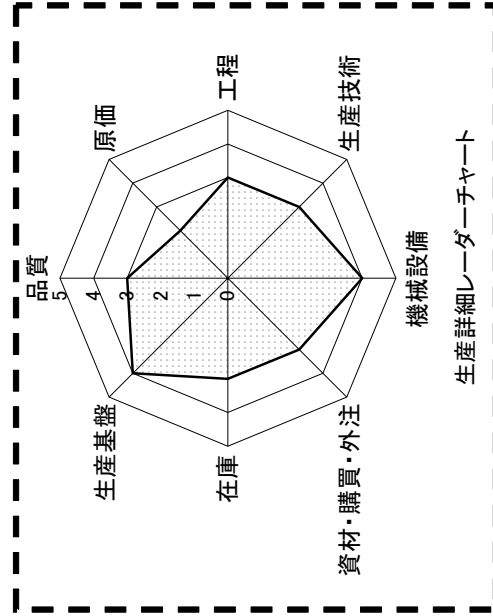 品質
原価
工程
生産技術
機械設備
資材・購買・外注
在庫
生産基盤
5
4
3
2
1
0
生産詳細レーダーチャート